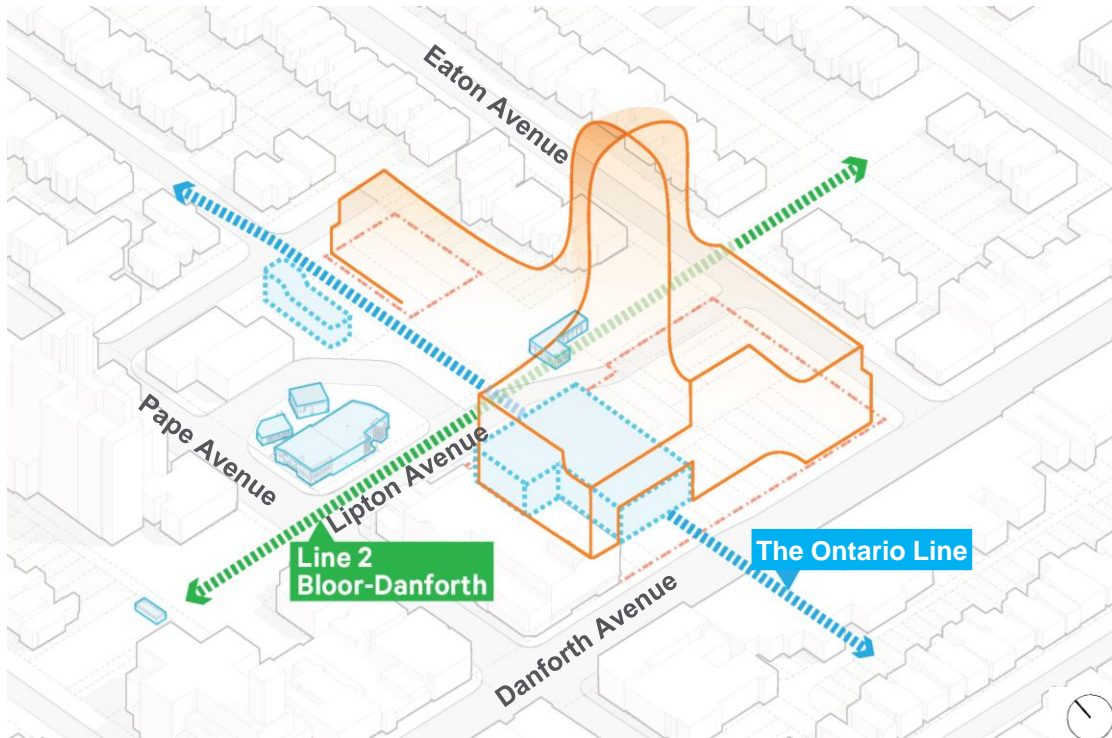 Eaton Avenue
Pape Avenue
Lipton Avenue
Line 2
Bloor-Danforth
The Ontario Line
Danforth Avenue